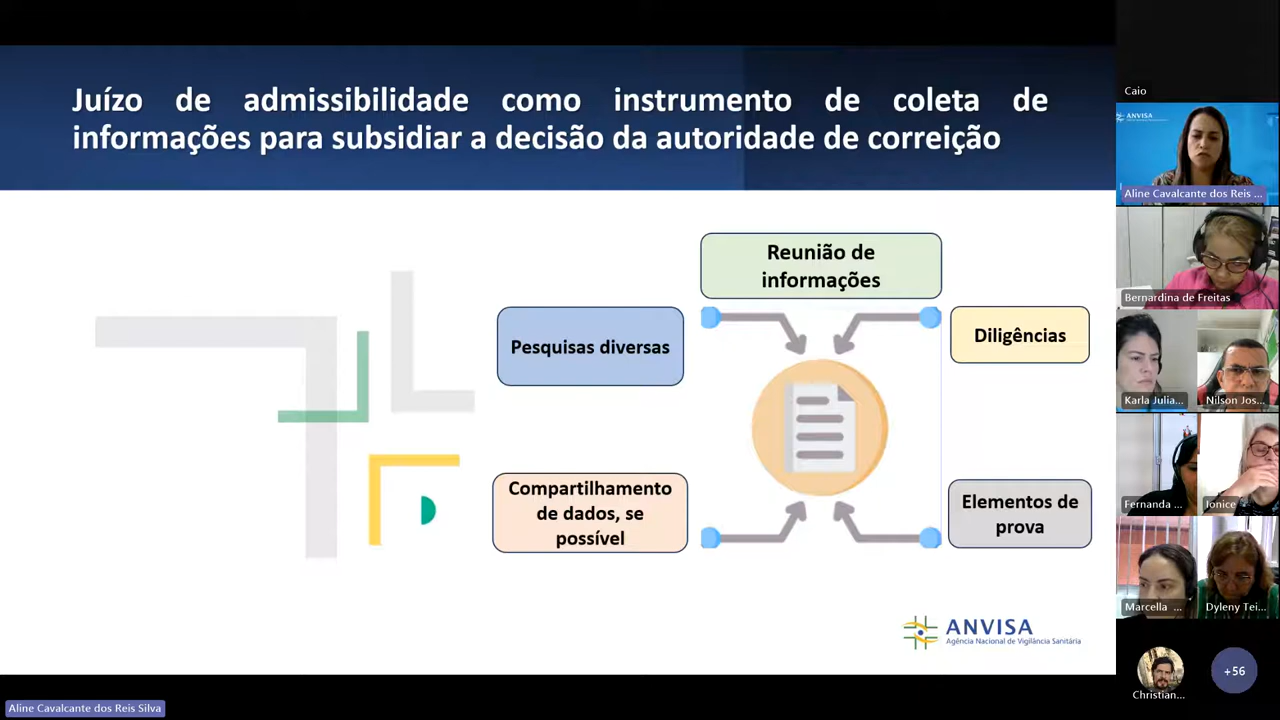 Juízo de admissibilidade como instrumento de coleta de
informações para subsidiar a decisão da autoridade de correição
Reunião de
informações
Pesquisas diversas
Diligências
Compartilhamento
de dados, se
possível
Elementos de
prova
ANVISA
Agência Nacional de Vigilância Sanitária
Caio
ANVISA
Aline Cavalcante dos Reis ...
Bernardina de Freitas
Karla Julia...
Nilson Jos...
Fernanda ...
Ionice
Marcella ...
Dyleny Tei...
Christian...
+56
Aline Cavalcante dos Reis Silva